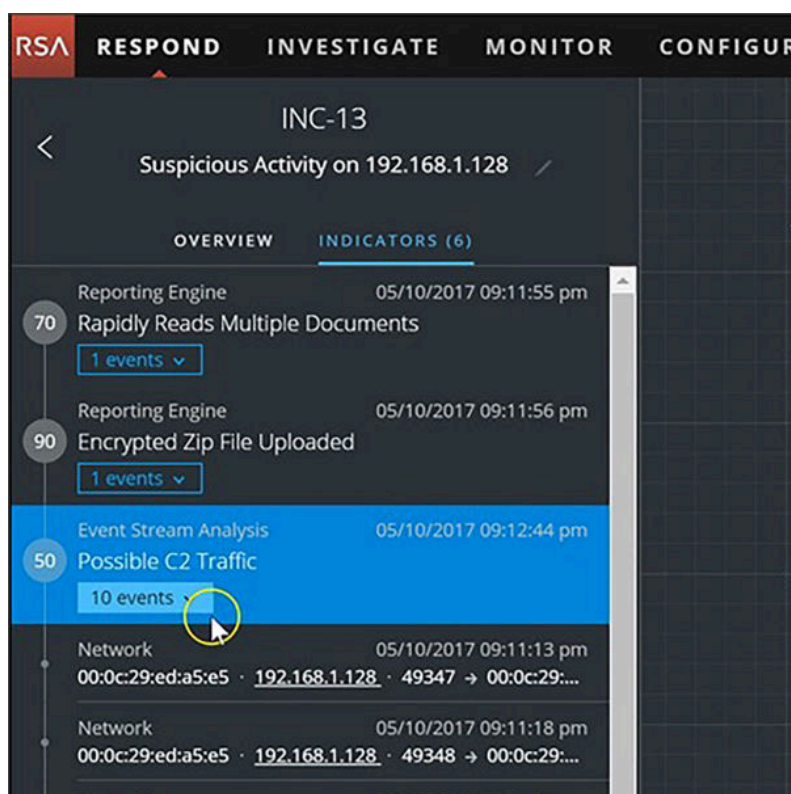 RSA RESPOND INVESTIGATE MONITOR CONFIGUR
INC-13
Suspicious Activity on 192.168.1.128
OVERVIEW INDICATORS (6)
Reporting Engine 05/10/2017 09:11:55 pm
70 Rapidly Reads Multiple Documents
1 events
Reporting Engine 05/10/2017 09:11:56 pm
90 Encrypted Zip File Uploaded
1 events
Event Stream Analysis 05/10/2017 09:12:44 pm
50 Possible C2 Traffic
10 events
Network 05/10/2017 09:11:13 pm
00:0c:29:ed:a5:e5 · 192.168.1.128 · 49347 → 00:0c:29:...
Network 05/10/2017 09:11:18 pm
00:0c:29:ed:a5:e5 · 192.168.1.128 · 49348 → 00:0c:29:...